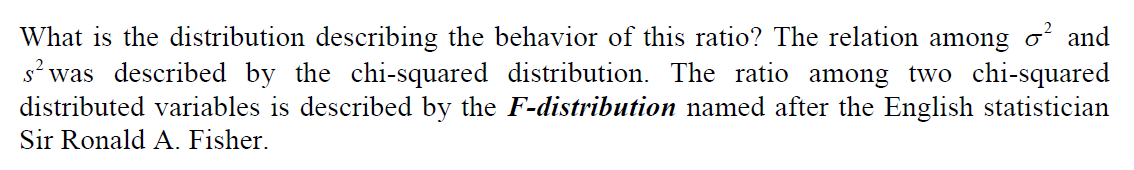 What is the distribution describing the behavior of this ratio? The relation among σ² and
s² was described by the chi-squared distribution. The ratio among two chi-squared
distributed variables is described by the F-distribution named after the English statistician
Sir Ronald A. Fisher.